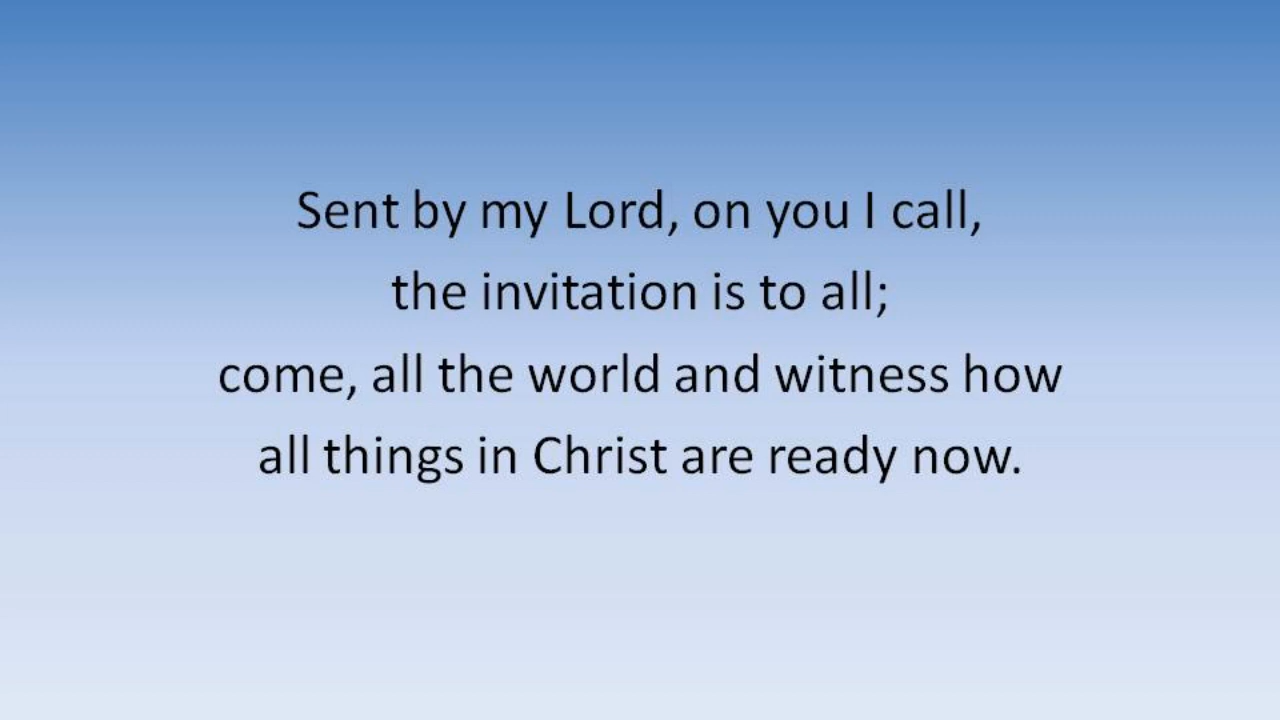 Sent by my Lord, on you I call,
the invitation is to all;
come, all the world and witness how
all things in Christ are ready now.